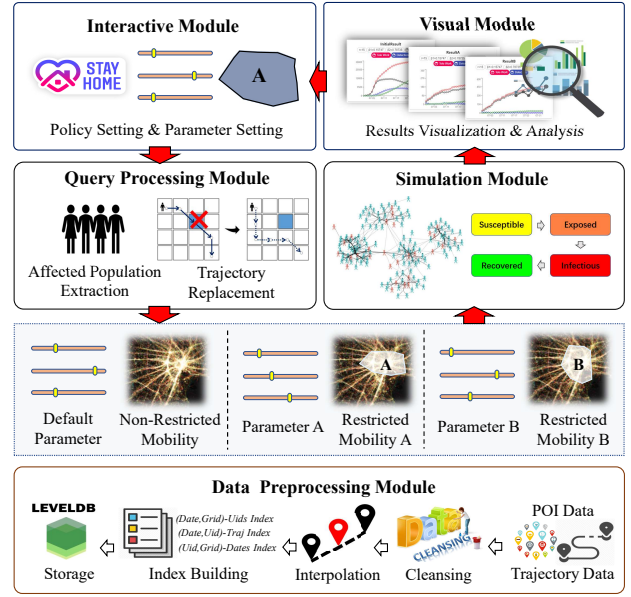 Interactive Module
STAY
HOME
A
Policy Setting & Parameter Setting
Visual Module
InitialResult
ResultA
ResultB
Results Visualization & Analysis
Query Processing Module
Affected Population
Extraction
Trajectory
Replacement
Simulation Module
Susceptible
Exposed
Recovered
Infectious
Default
Parameter
Non-Restricted
Mobility
Parameter A
A
Restricted
Mobility A
Parameter B
B
Restricted
Mobility B
Data Preprocessing Module
LEVELDB
Storage
(Date,Grid)-Uids Index
(Date,Uid)-Traj Index
(Uid,Grid)-Dates Index
Index Building
Interpolation
Data
CLEANSING
Cleansing
POI Data
Trajectory Data